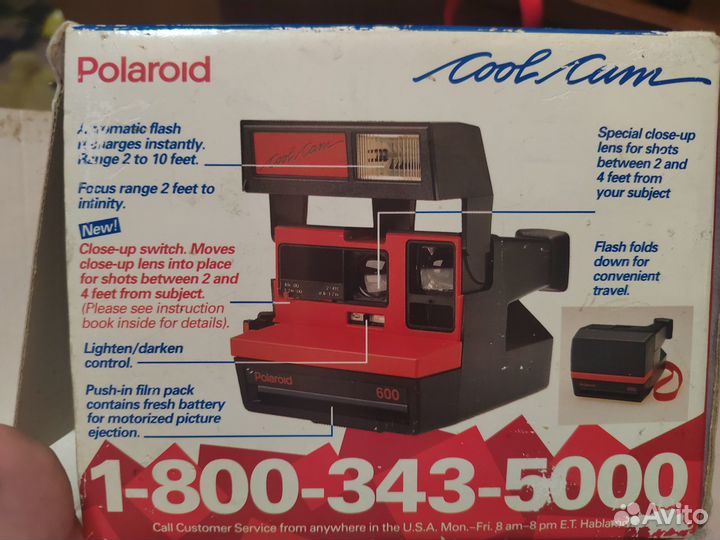 Polaroid
Cool Cam
flash
instantly.
Range 2 to 10 feet.
Focus range 2 feet to
infinity.
New!
Close-up switch. Moves
close-up lens into place
for shots between 2 and
4 feet from subject.
(Please see instruction
book inside for details).
Lighten/darken
control.
Push-in film pack
contains fresh battery
for motorized picture
ejection.
Cool Cam
Polaroid
600
Special close-up
lens for shots
between 2 and
4 feet from
your subject
Flash folds
down for
convenient
travel.
Polaroid
1-800-343-5000
Call Customer Service from anywhere in the U.S.A. Mon.–Fri. 8 am–8 pm E.T.
Avito